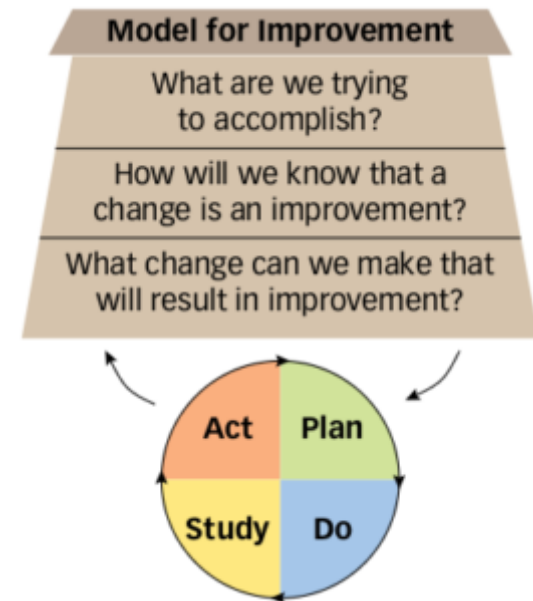 Model for Improvement
What are we trying
to accomplish?
How will we know that a
change is an improvement?
What change can we make that
will result in improvement?
Act
Plan
Study
Do